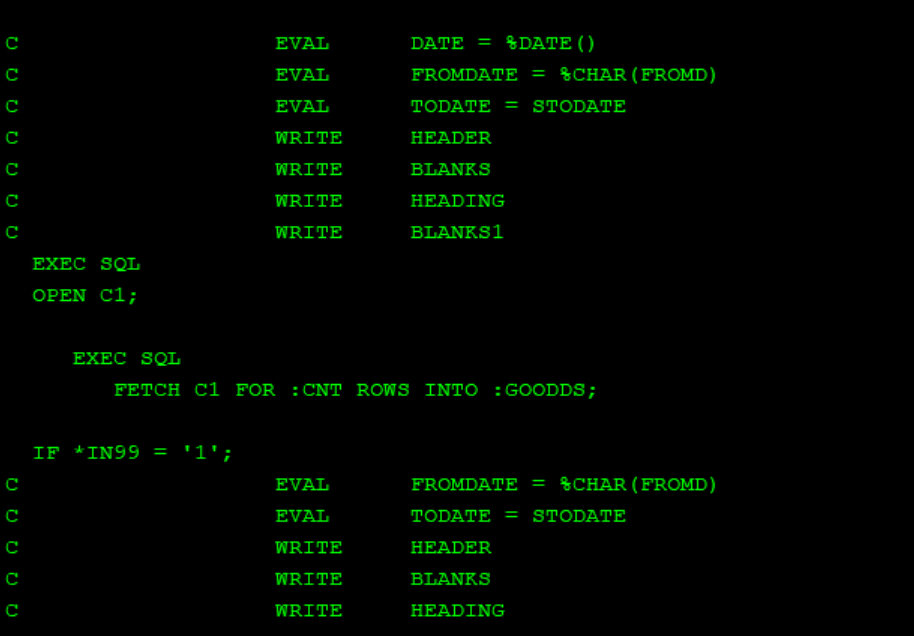 C                   EVAL      DATE = %DATE()
C                   EVAL      FROMDATE = %CHAR(FROMD)
C                   EVAL      TODATE = STODATE
C                   WRITE     HEADER
C                   WRITE     BLANKS
C                   WRITE     HEADING
C                   WRITE     BLANKS1
  EXEC SQL
  OPEN C1;
     EXEC SQL
        FETCH C1 FOR :CNT ROWS INTO :GOODDS;
  IF *IN99 = '1';
C                   EVAL      FROMDATE = %CHAR(FROMD)
C                   EVAL      TODATE = STODATE
C                   WRITE     HEADER
C                   WRITE     BLANKS
C                   WRITE     HEADING